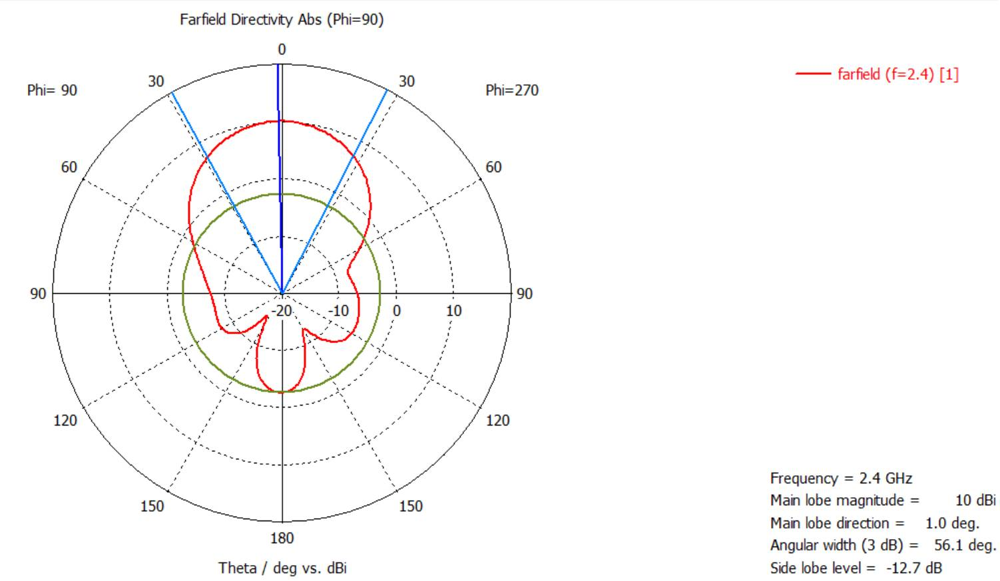 Farfield Directivity Abs (Phi=90)
0
30
30
Phi= 90
Phi=270
farfield (f=2.4) [1]
60
60
90
-20
-10
0
10
90
120
120
150
150
180
Theta / deg vs. dBi
Frequency = 2.4 GHz
Main lobe magnitude = 10 dBi
Main lobe direction = 1.0 deg.
Angular width (3 dB) = 56.1 deg.
Side lobe level = -12.7 dB